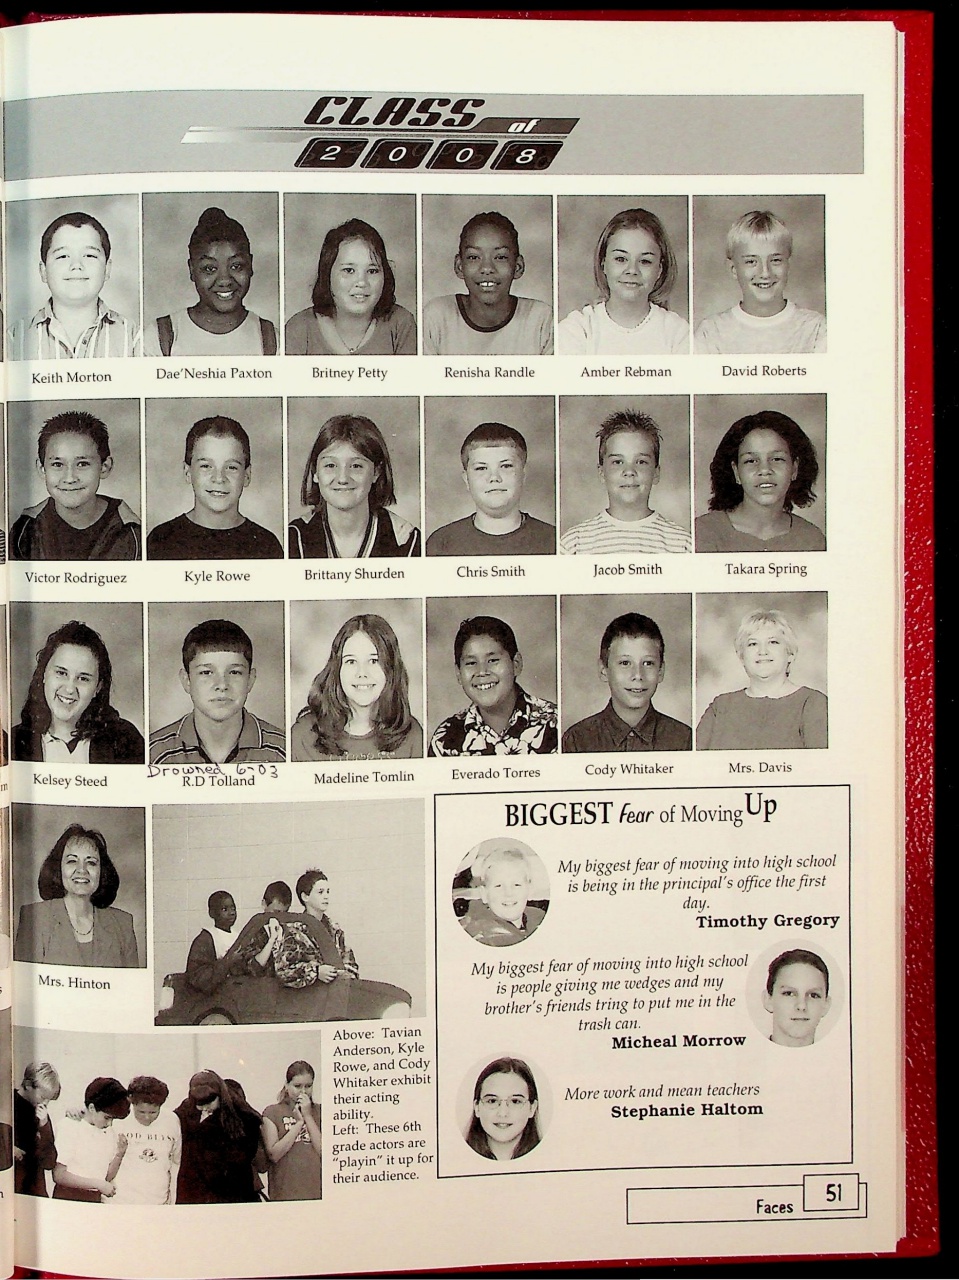 CLASS of
2008
Keith Morton Dae'Neshia Paxton Britney Petty Renisha Randle Amber Rebman David Roberts
Victor Rodriguez Kyle Rowe Brittany Shurden Chris Smith Jacob Smith Takara Spring
Drowned 6-03
Kelsey Steed R.D Tolland Madeline Tomlin Everado Torres Cody Whitaker Mrs. Davis
Mrs. Hinton
BIGGEST fear of Moving Up
My biggest fear of moving into high school
is being in the principal's office the first
day.
Timothy Gregory
My biggest fear of moving into high school
is people giving me wedges and my
brother's friends tring to put me in the
trash can.
Micheal Morrow
More work and mean teachers
Stephanie Haltom
Above: Tavian
Anderson, Kyle
Rowe, and Cody
Whitaker exhibit
their acting
ability.
Left: These 6th
grade actors are
"playin" it up for
their audience.
Faces 51